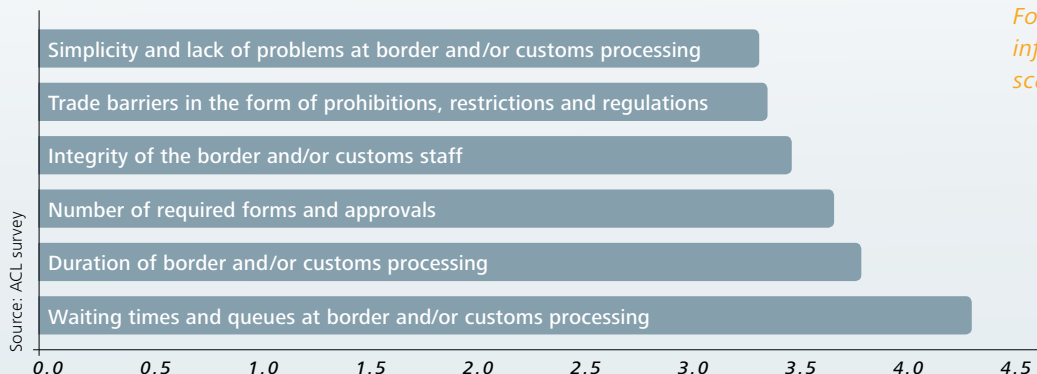 Simplicity and lack of problems at border and/or customs processing
Trade barriers in the form of prohibitions, restrictions and regulations
Integrity of the border and/or customs staff
Number of required forms and approvals
Duration of border and/or customs processing
Waiting times and queues at border and/or customs processing
0.0 0.5 1.0 1.5 2.0 2.5 3.0 3.5 4.0 4.5
Source: ACL survey